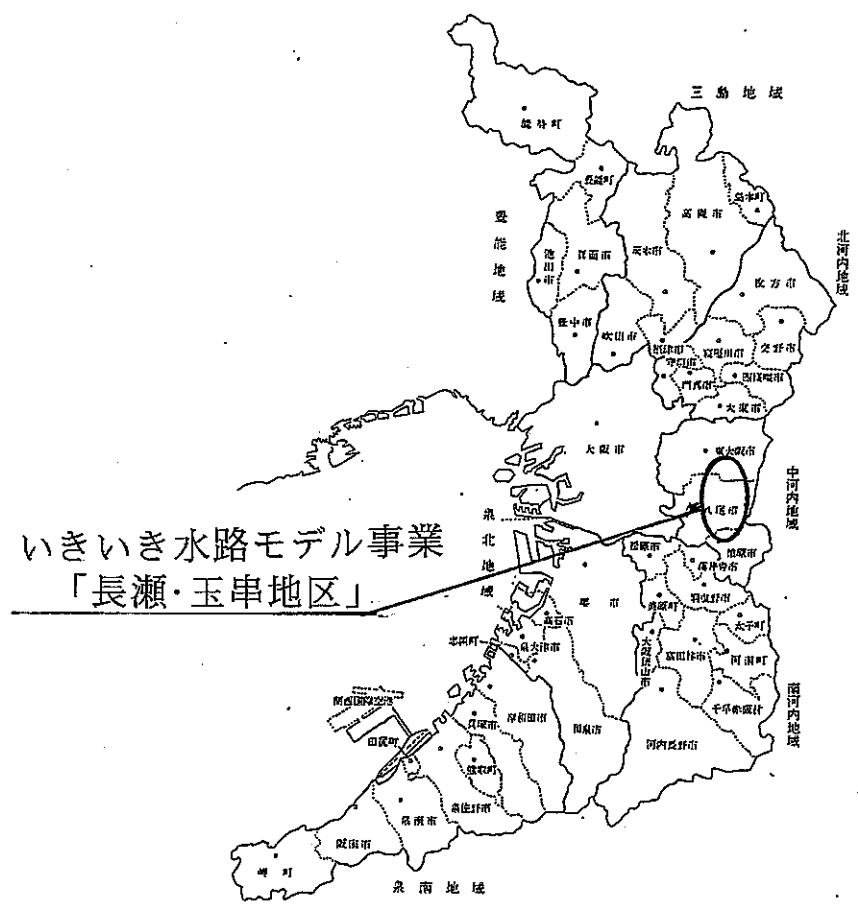 三島地域
能勢町
豊能町
島本町
高槻市
豊能地域
池田市
箕面市
茨木市
北河内地域
枚方市
豊中市
吹田市
摂津市
寝屋川市
交野市
守口市
門真市
四條畷市
大東市
大阪市
東大阪市
中河内地域
八尾市
いきいき水路モデル事業
「長瀬・玉串地区」
泉北地域
松原市
柏原市
藤井寺市
羽曳野市
堺市
美原町
太子町
高石市
忠岡町
泉大津市
大阪狭山市
富田林市
河南町
南河内地域
千早赤阪村
関西国際空港
田尻町
貝塚市
岸和田市
和泉市
河内長野市
熊取町
泉佐野市
泉南市
阪南市
岬町
泉南地域